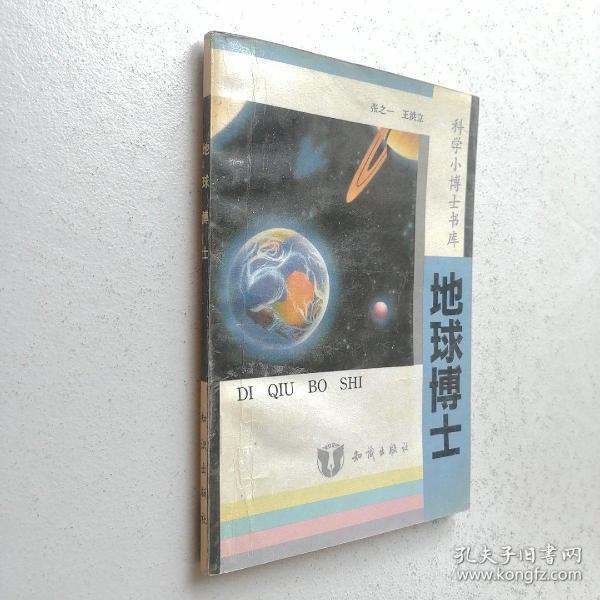 张之一 王洪立
科学小博士书库
地球博士
DI QIU BO SHI
知识出版社
地球博士
知识出版社
孔夫子旧书网
www.kongfz.com